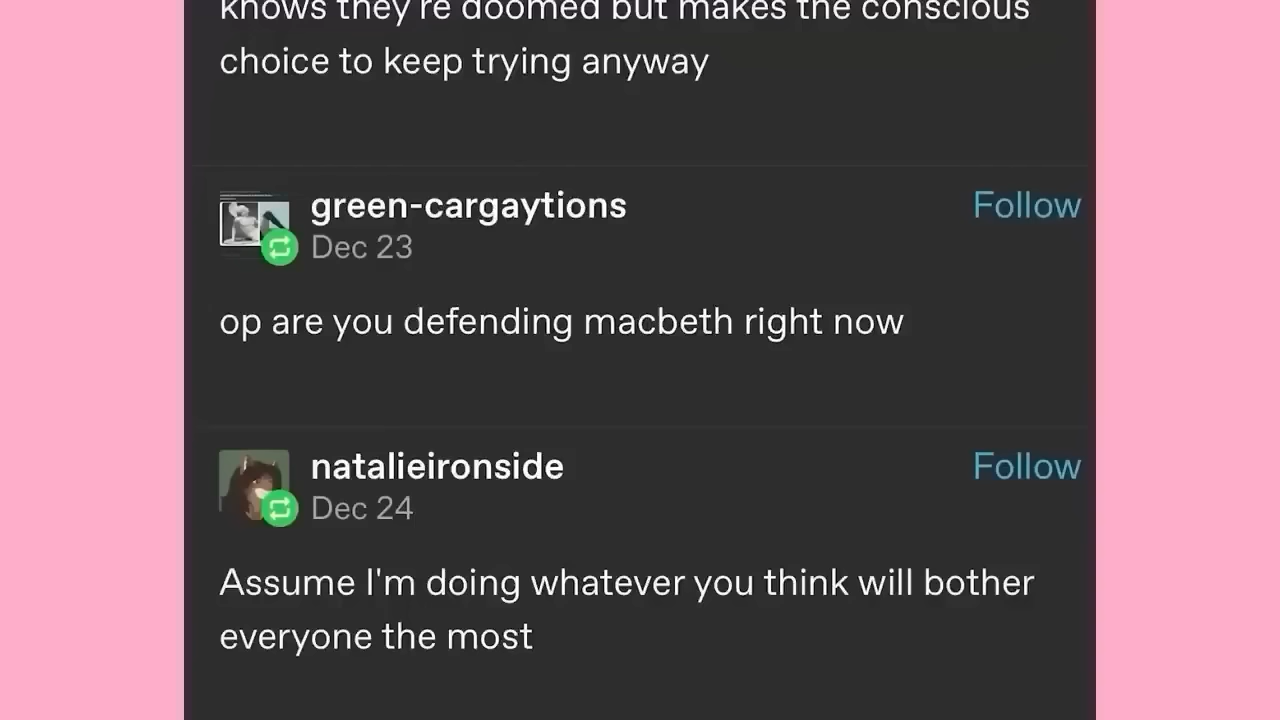 knows they're doomed but makes the conscious
choice to keep trying anyway
green-cargaytions
Follow
Dec 23
op are you defending macbeth right now
natalieironside
Follow
Dec 24
Assume I'm doing whatever you think will bother
everyone the most